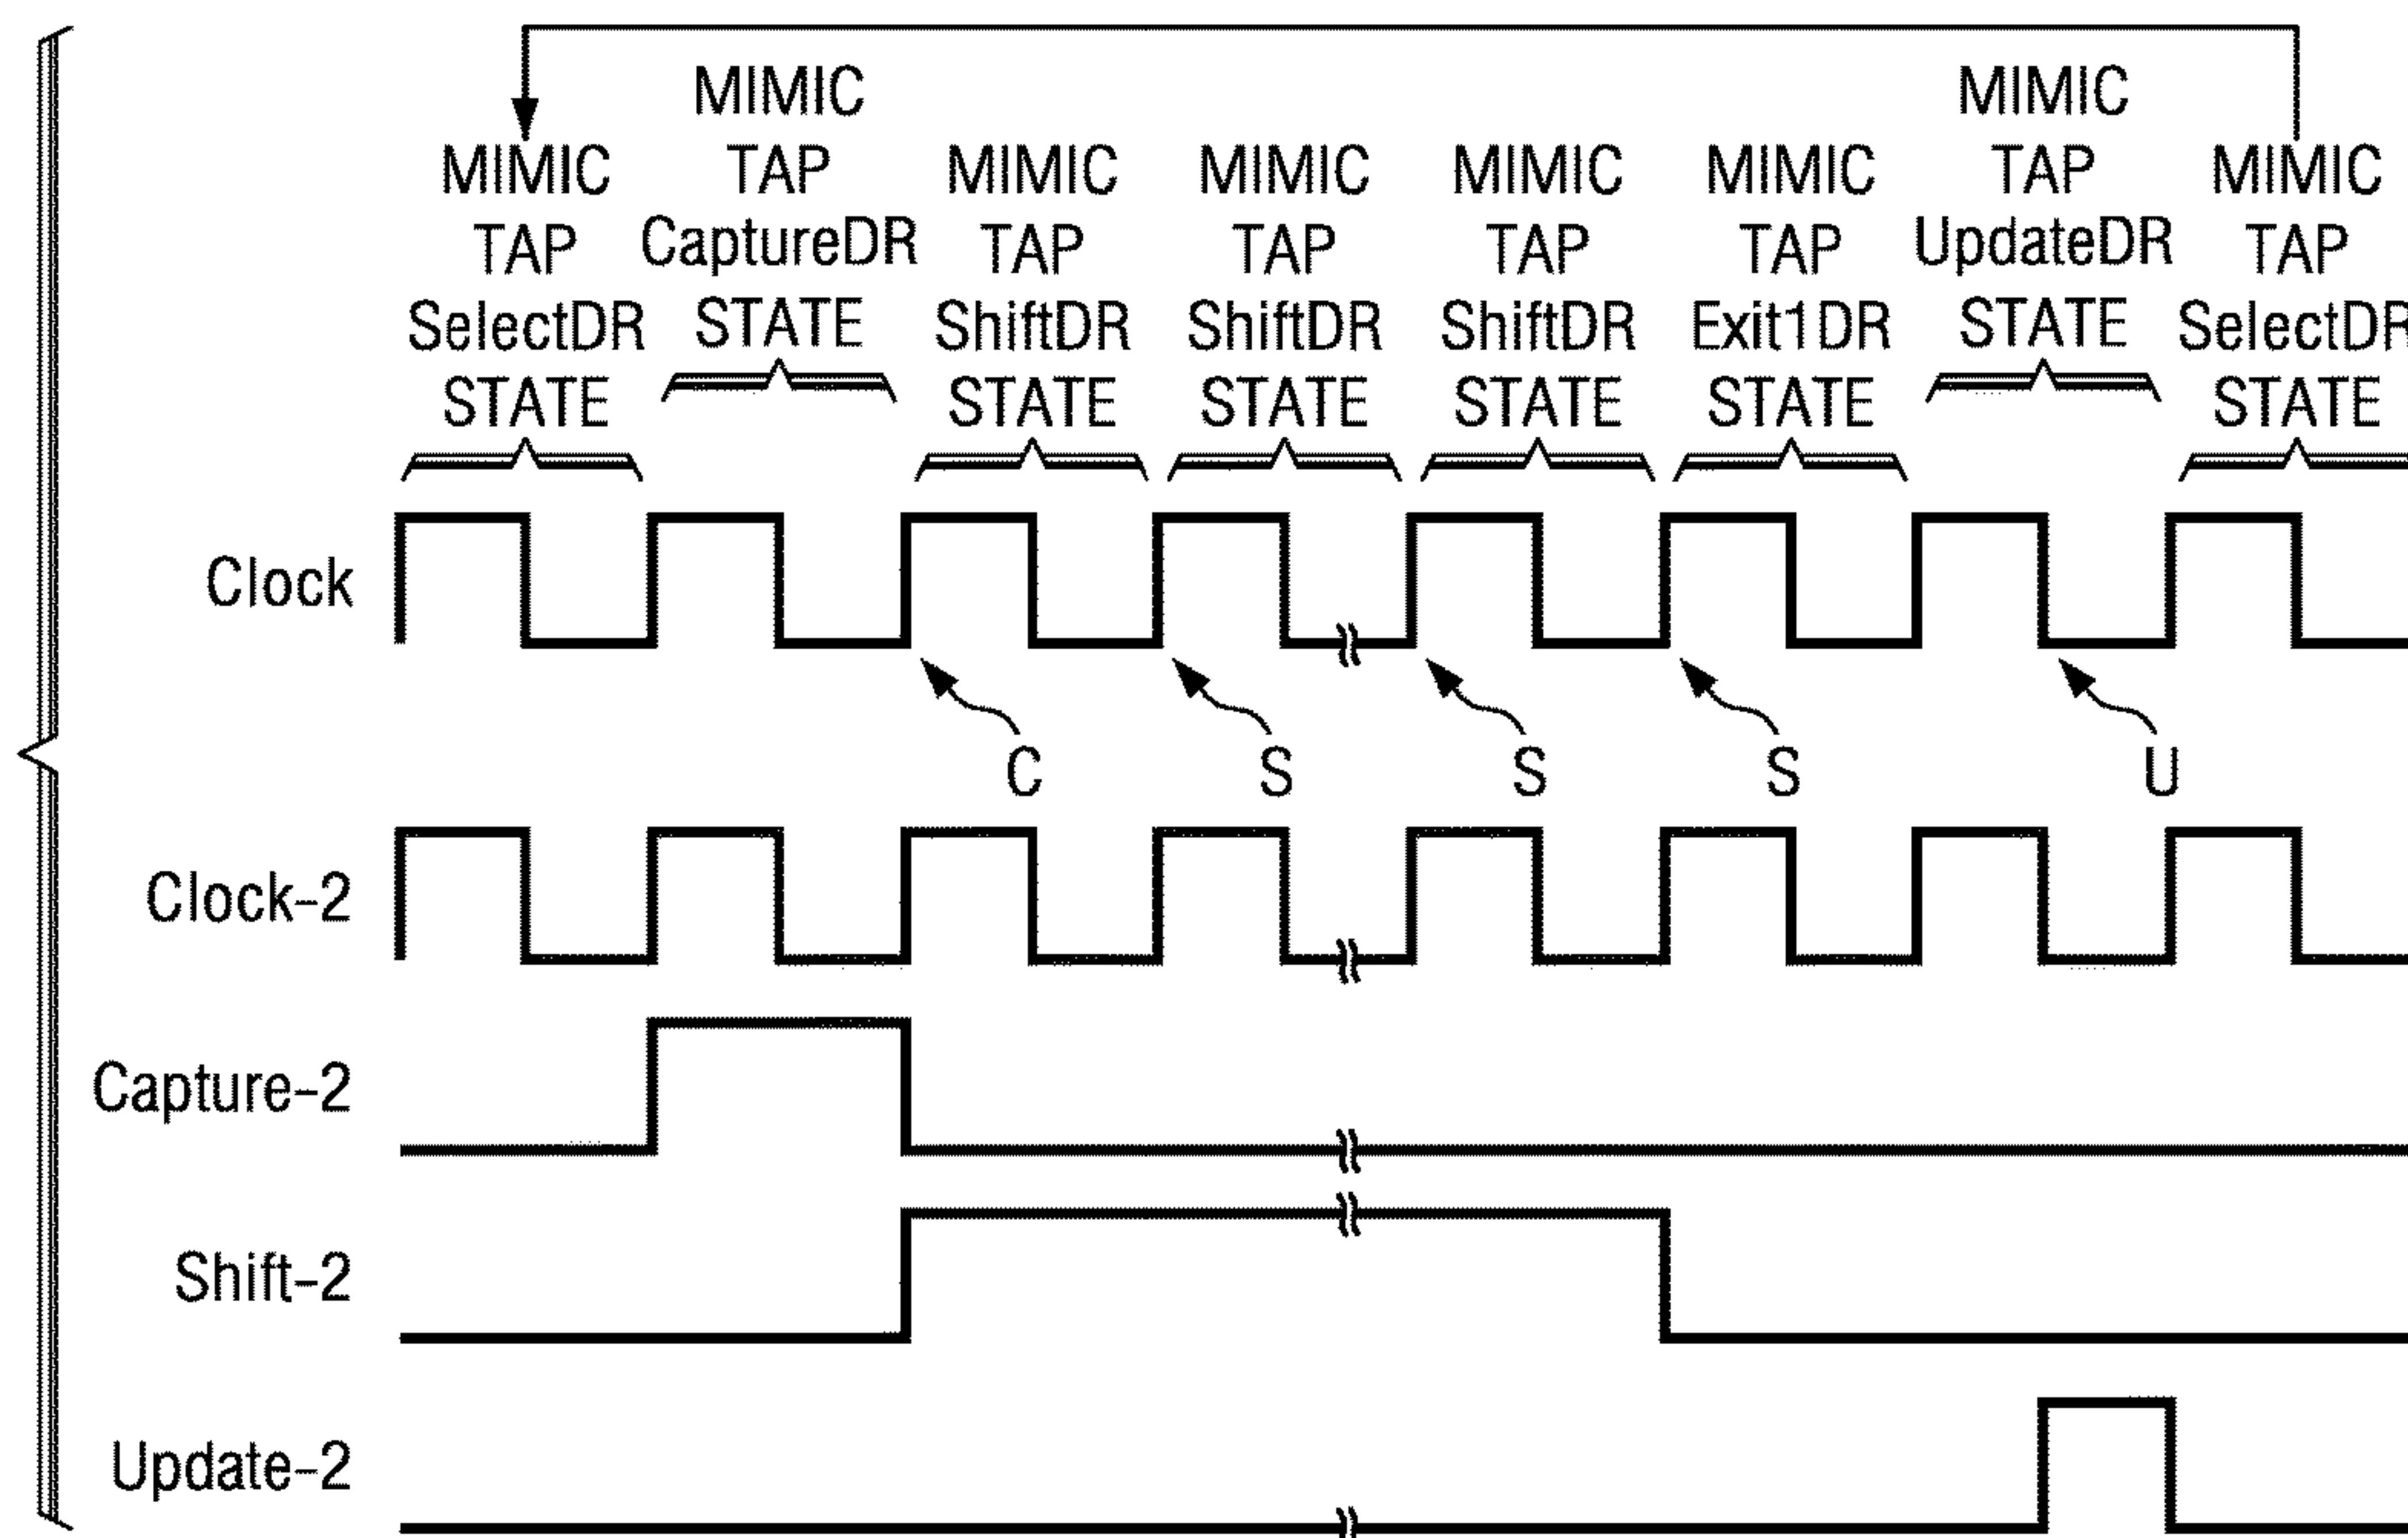 MIMIC
TAP
SelectDR
STATE
MIMIC
TAP
CaptureDR
STATE
MIMIC
TAP
ShiftDR
STATE
MIMIC
TAP
ShiftDR
STATE
MIMIC
TAP
ShiftDR
STATE
MIMIC
TAP
Exit1DR
STATE
MIMIC
TAP
UpdateDR
STATE
MIMIC
TAP
SelectDR
STATE
Clock
C
S
S
S
U
Clock-2
Capture-2
Shift-2
Update-2